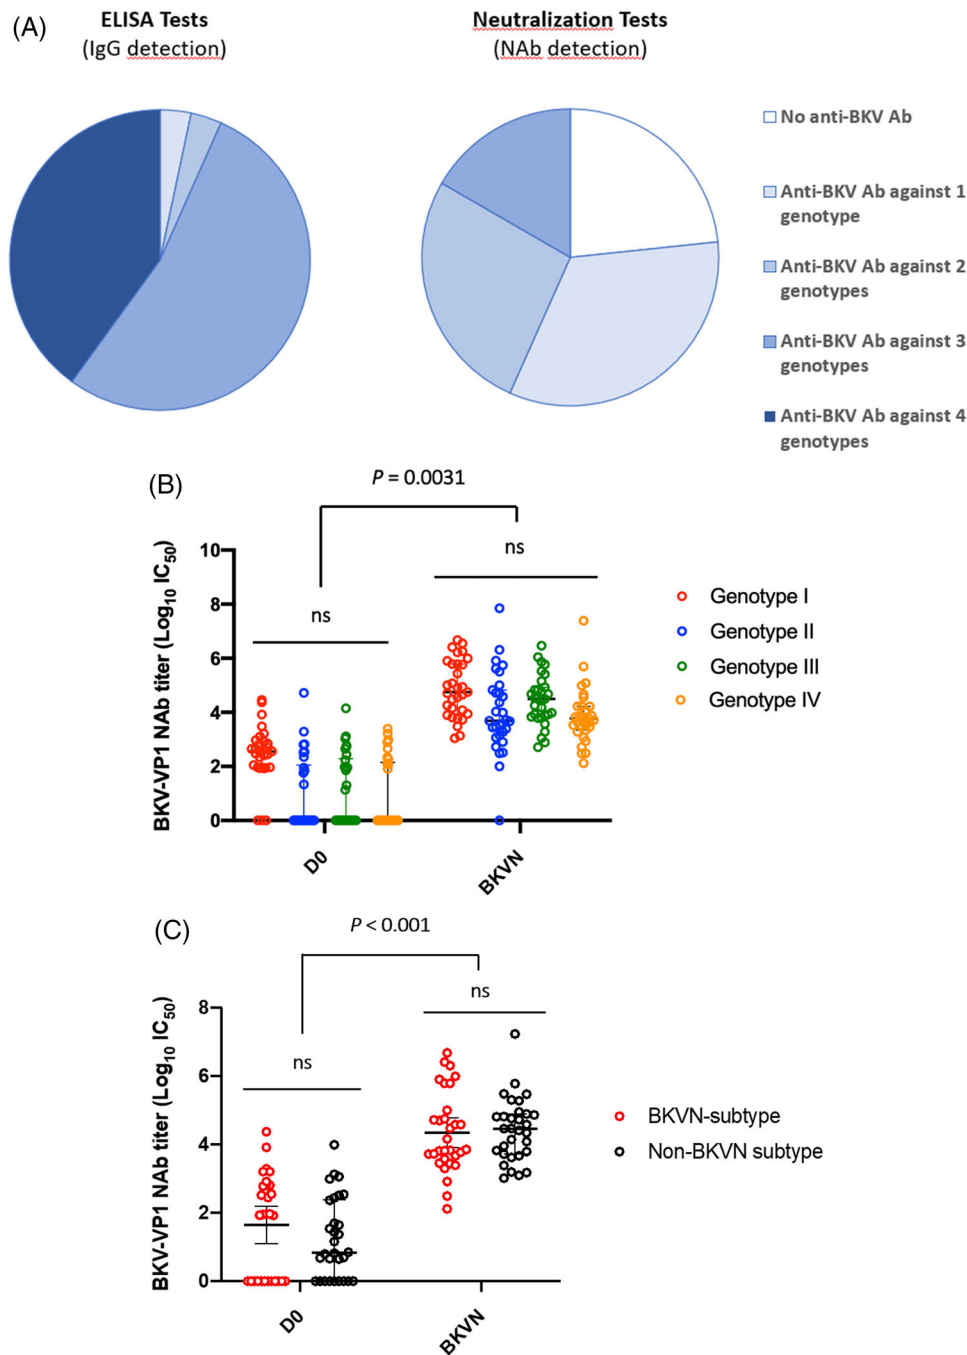 (A)
ELISA Tests
(IgG detection)
Neutralization Tests
(NAb detection)
No anti-BKV Ab
Anti-BKV Ab against 1
genotype
Anti-BKV Ab against 2
genotypes
Anti-BKV Ab against 3
genotypes
Anti-BKV Ab against 4
genotypes
(B)
P = 0.0031
ns
ns
BKV-VP1 NAb titer (Log10 IC50)
10
8
6
4
2
0
D0
BKVN
Genotype I
Genotype II
Genotype III
Genotype IV
(C)
P < 0.001
ns
ns
BKV-VP1 NAb titer (Log10 IC50)
8
6
4
2
0
D0
BKVN
BKVN-subtype
Non-BKVN subtype